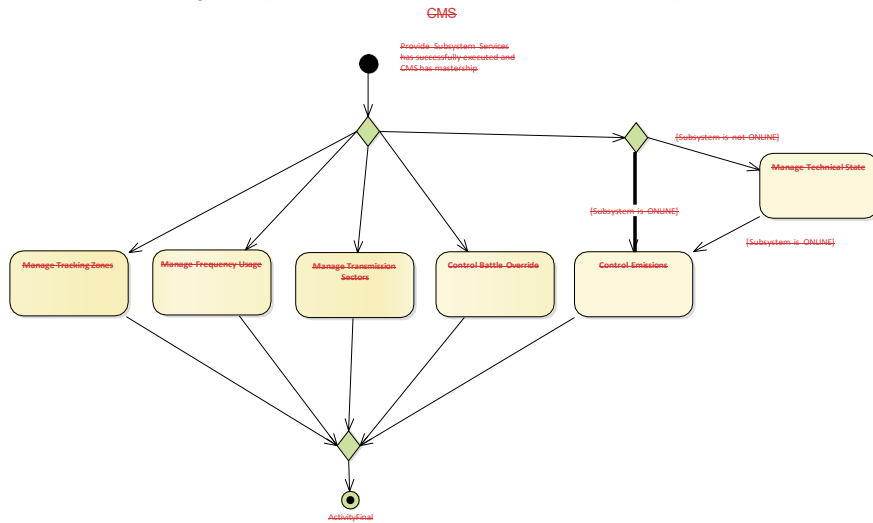 CMS
Provide Subsystem Services
has successfully executed and
CMS has mastership
[Subsystem is not ONLINE]
Manage Technical State
[Subsystem is ONLINE]
[Subsystem is ONLINE]
Manage Tracking Zones
Manage Frequency Usage
Manage Transmission
Sectors
Control Battle Override
Control Emissions
ActivityFinal